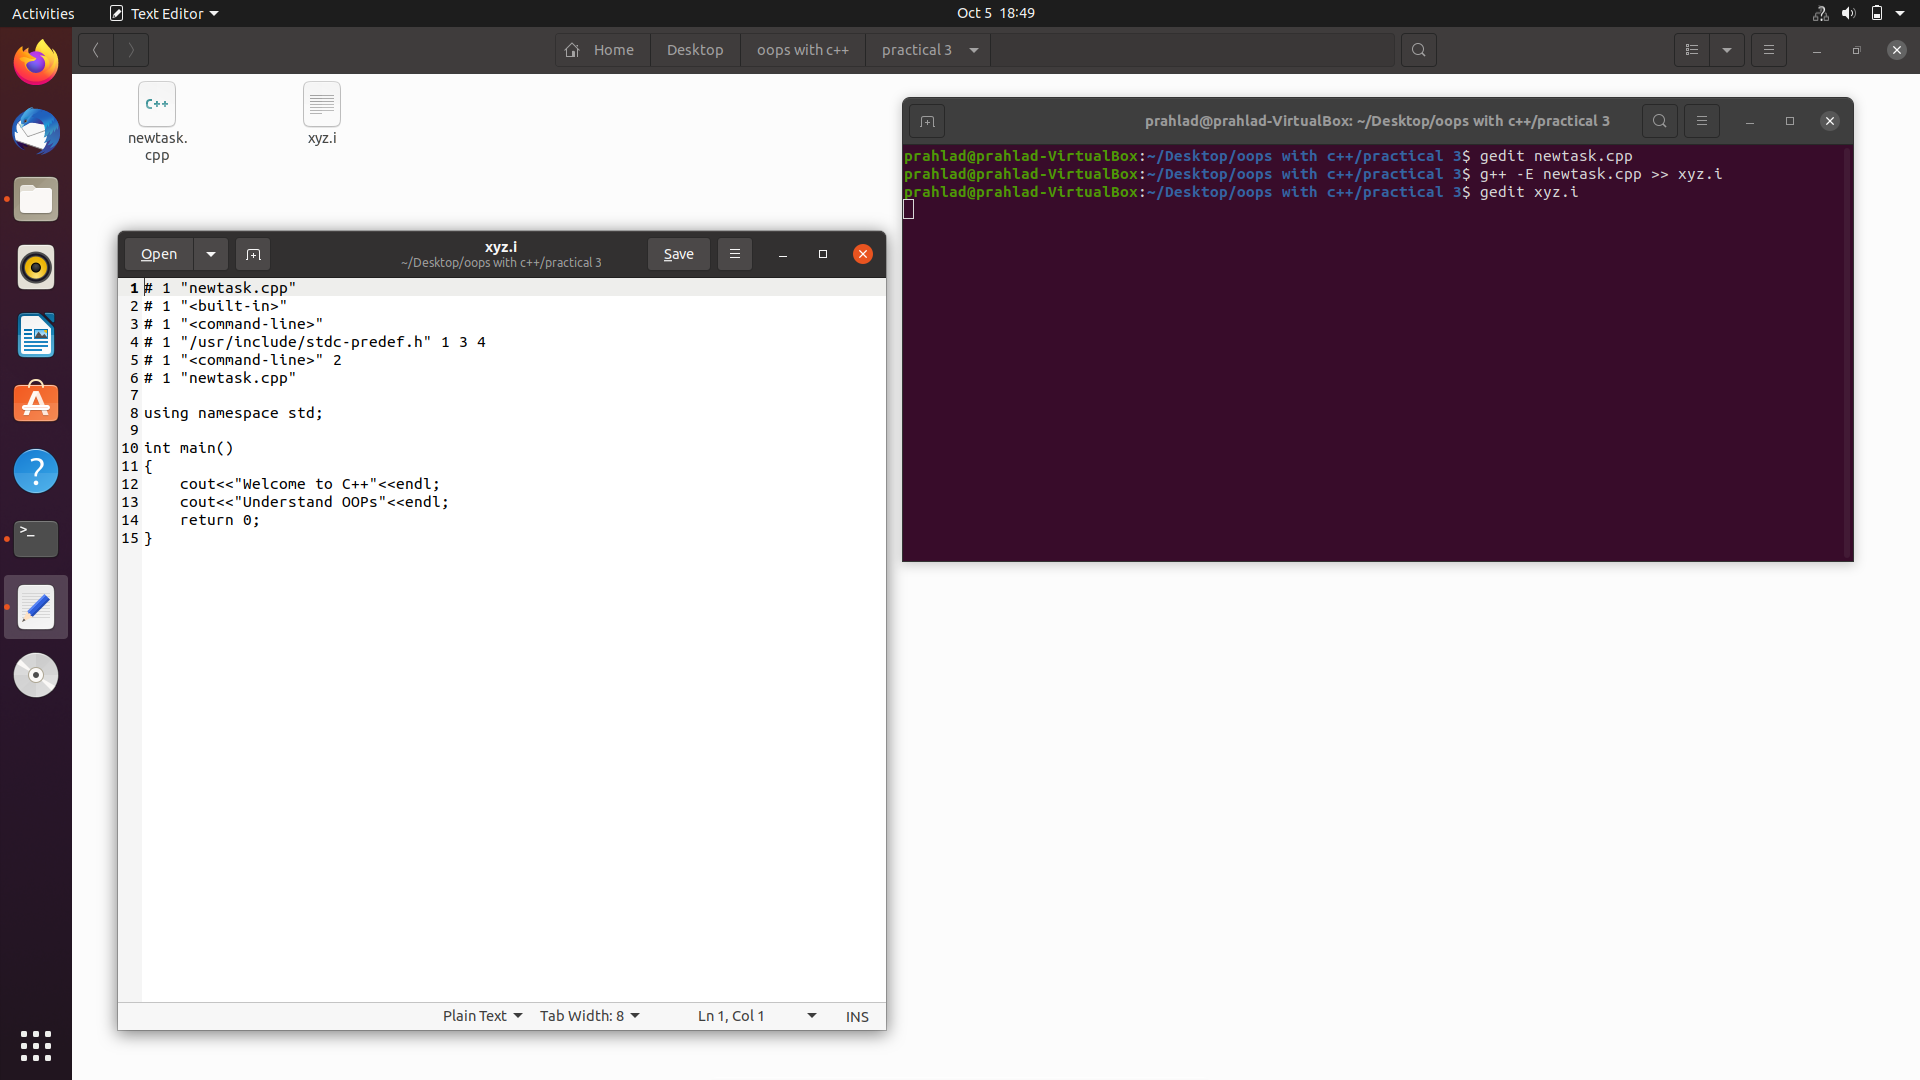 Activities
Text Editor
Oct 5 18:49
Home
Desktop
oops with c++
practical 3
C++
newtask.
cpp
xyz.i
prahlad@prahlad-VirtualBox: ~/Desktop/oops with c++/practical 3
prahlad@prahlad-VirtualBox:~/Desktop/oops with c++/practical 3$ gedit newtask.cpp
prahlad@prahlad-VirtualBox:~/Desktop/oops with c++/practical 3$ g++ -E newtask.cpp >> xyz.i
prahlad@prahlad-VirtualBox:~/Desktop/oops with c++/practical 3$ gedit xyz.i
Open
xyz.i
~/Desktop/oops with c++/practical 3
Save
1 # 1 "newtask.cpp"
2 # 1 "<built-in>"
3 # 1 "<command-line>"
4 # 1 "/usr/include/stdc-predef.h" 1 3 4
5 # 1 "<command-line>" 2
6 # 1 "newtask.cpp"
7
8 using namespace std;
9
10 int main()
11 {
12     cout<<"Welcome to C++"<<endl;
13     cout<<"Understand OOPs"<<endl;
14     return 0;
15 }
Plain Text
Tab Width: 8
Ln 1, Col 1
INS